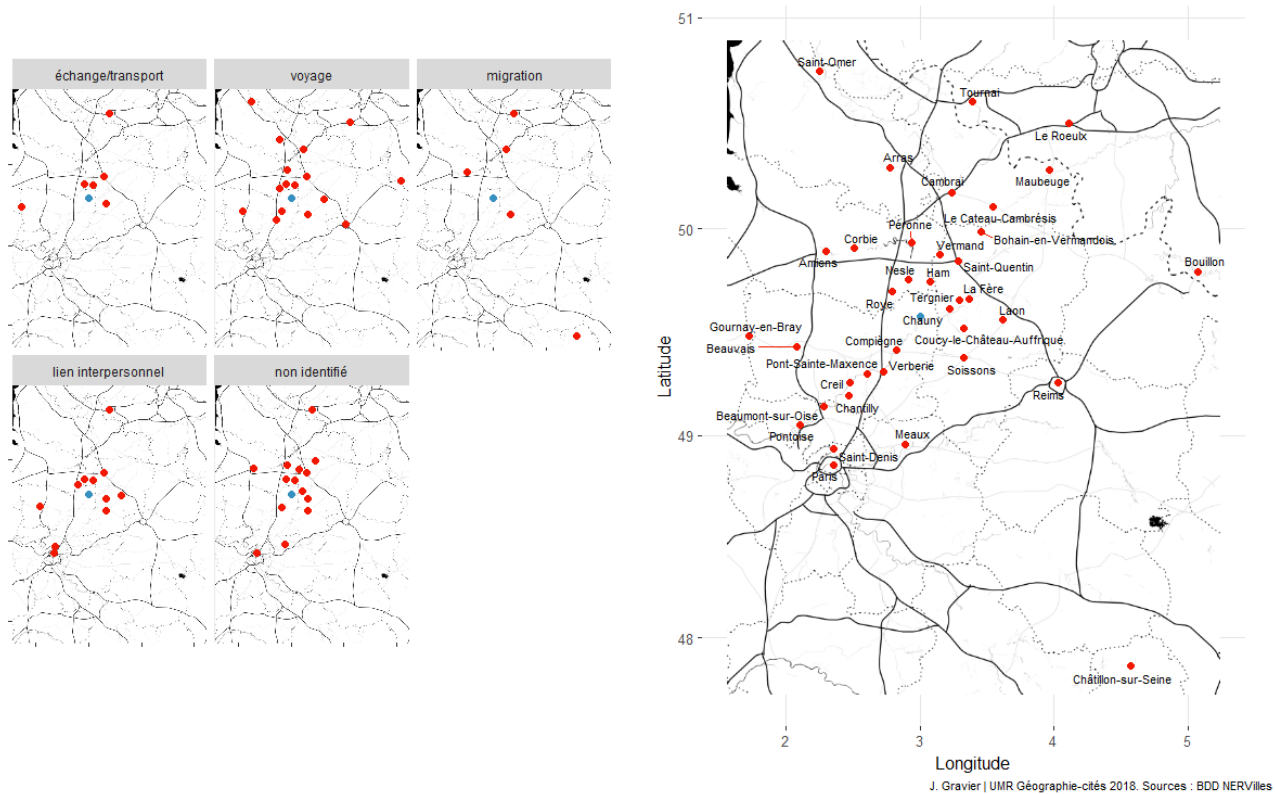 échange/transport
voyage
migration
lien interpersonnel
non identifié
51
50
49
48
Latitude
2
3
4
5
Longitude
Saint-Omer
Tournai
Le Roeulx
Arras
Maubeuge
Cambrai
Le Cateau-Cambrésis
Péronne
Bohain-en-Vermandois
Corbie
Vermand
Amiens
Saint-Quentin
Bouillon
Nesle
Ham
La Fère
Roye
Tergnier
Laon
Chauny
Gournay-en-Bray
Beauvais
Compiègne
Coucy-le-Château-Auffrique
Pont-Sainte-Maxence
Verberie
Soissons
Creil
Reims
Chantilly
Beaumont-sur-Oise
Pontoise
Meaux
Saint-Denis
Paris
Châtillon-sur-Seine
J. Gravier | UMR Géographie-cités 2018. Sources : BDD NERVilles